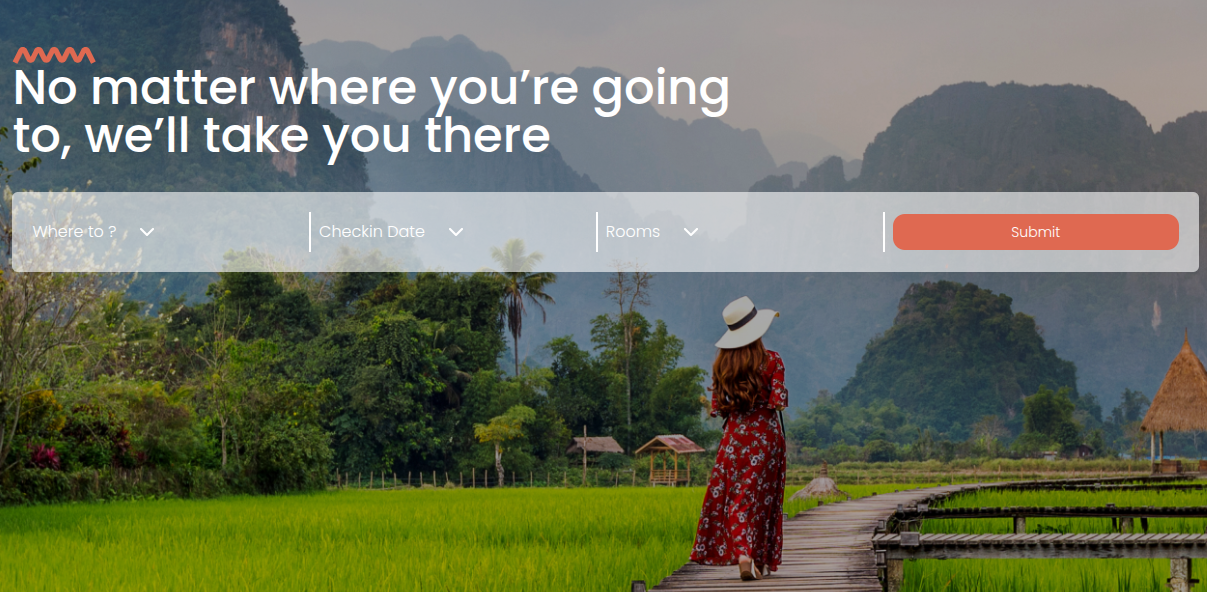 No matter where you’re going
to, we’ll take you there
Where to ?
Checkin Date
Rooms
Submit